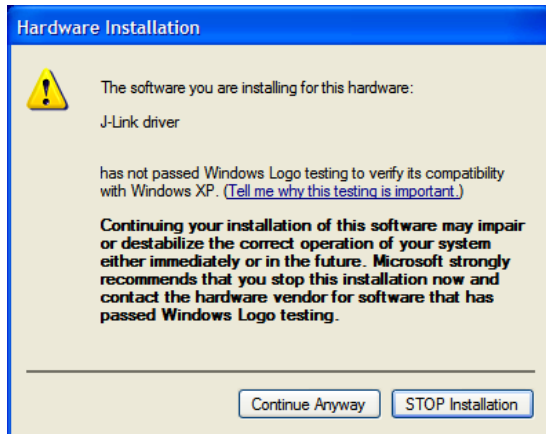 Hardware Installation
The software you are installing for this hardware:
J-Link driver
has not passed Windows Logo testing to verify its compatibility
with Windows XP. (Tell me why this testing is important.)
Continuing your installation of this software may impair
or destabilize the correct operation of your system
either immediately or in the future. Microsoft strongly
recommends that you stop this installation now and
contact the hardware vendor for software that has
passed Windows Logo testing.
Continue Anyway
STOP Installation